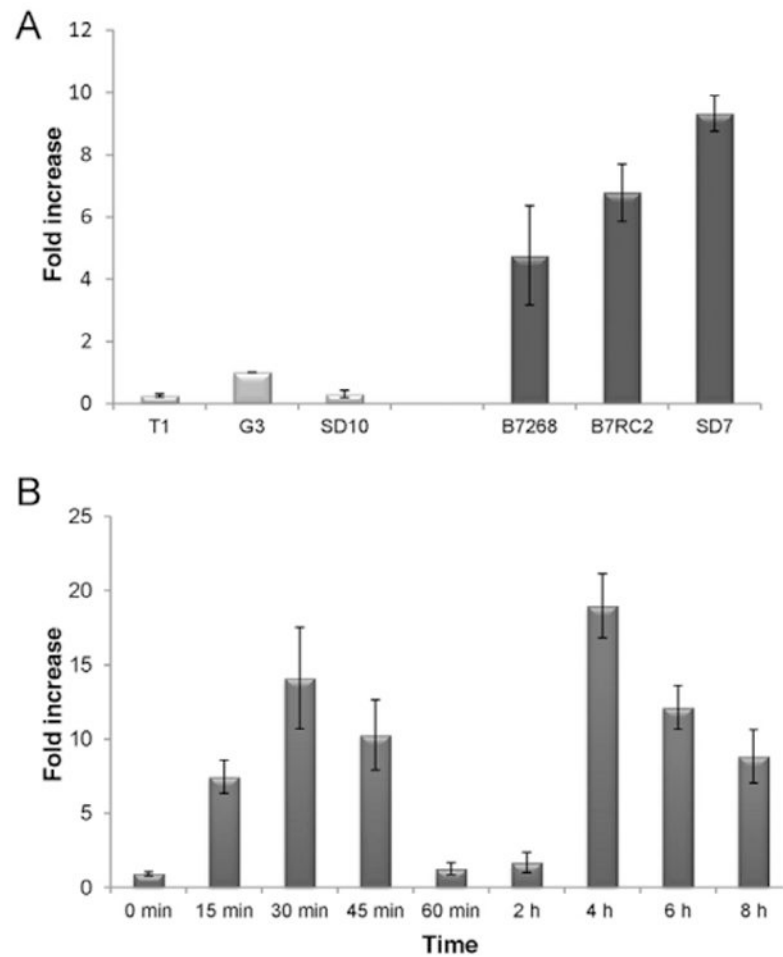 A
Fold increase
12
10
8
6
4
2
0
T1 G3 SD10 B7268 B7RC2 SD7
B
Fold increase
25
20
15
10
5
0
0 min 15 min 30 min 45 min 60 min 2 h 4 h 6 h 8 h
Time